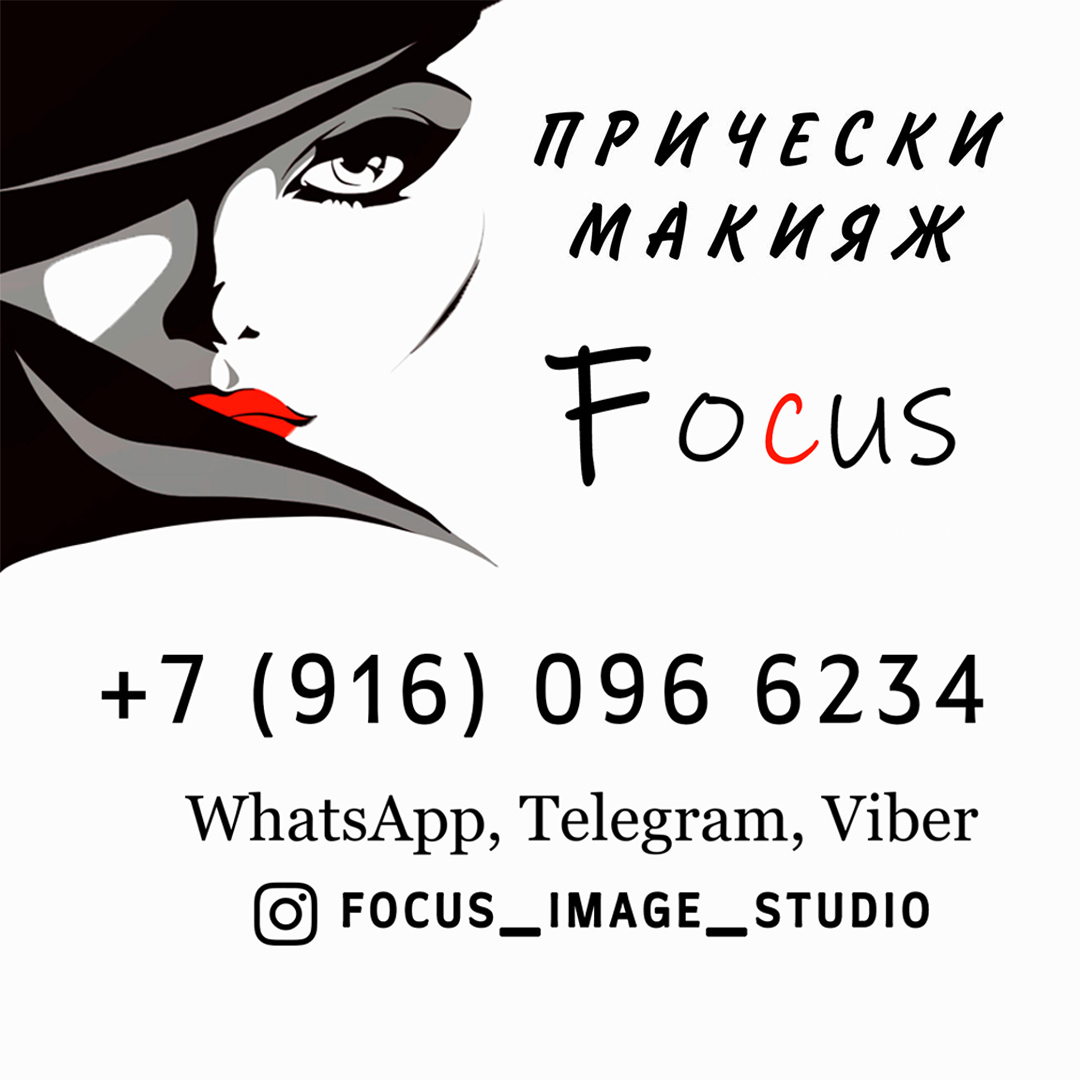 ПРИЧЕСКИ
МАКИЯЖ
Focus
+7 (916) 096 6234
WhatsApp, Telegram, Viber
FOCUS_IMAGE_STUDIO